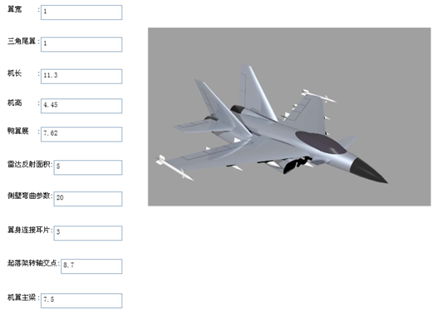 翼宽 : 1
三角尾翼 : 1
机长 : 11.3
机高 : 4.45
鸭翼展 : 7.62
雷达反射面积: 5
侧壁弯曲参数: 20
翼身连接耳片: 3
起落架转轴交点: 8.7
机翼主梁 : 7.8